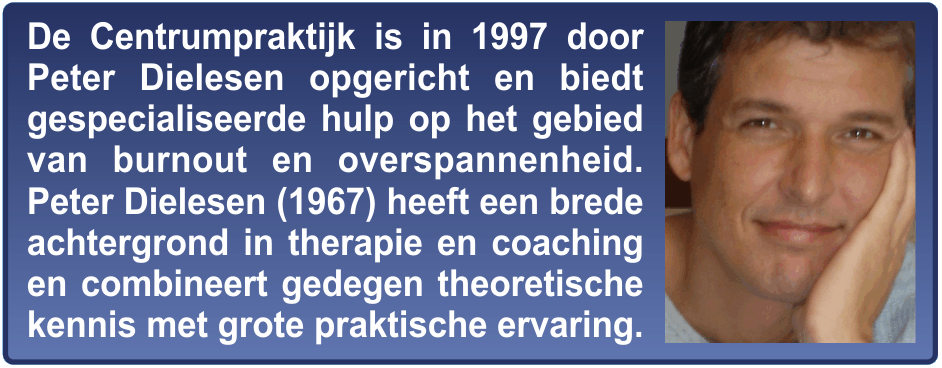 De Centrumpraktijk is in 1997 door
Peter Dielesen opgericht en biedt
gespecialiseerde hulp op het gebied
van burnout en overspannenheid.
Peter Dielesen (1967) heeft een brede
achtergrond in therapie en coaching
en combineert gedegen theoretische
kennis met grote praktische ervaring.